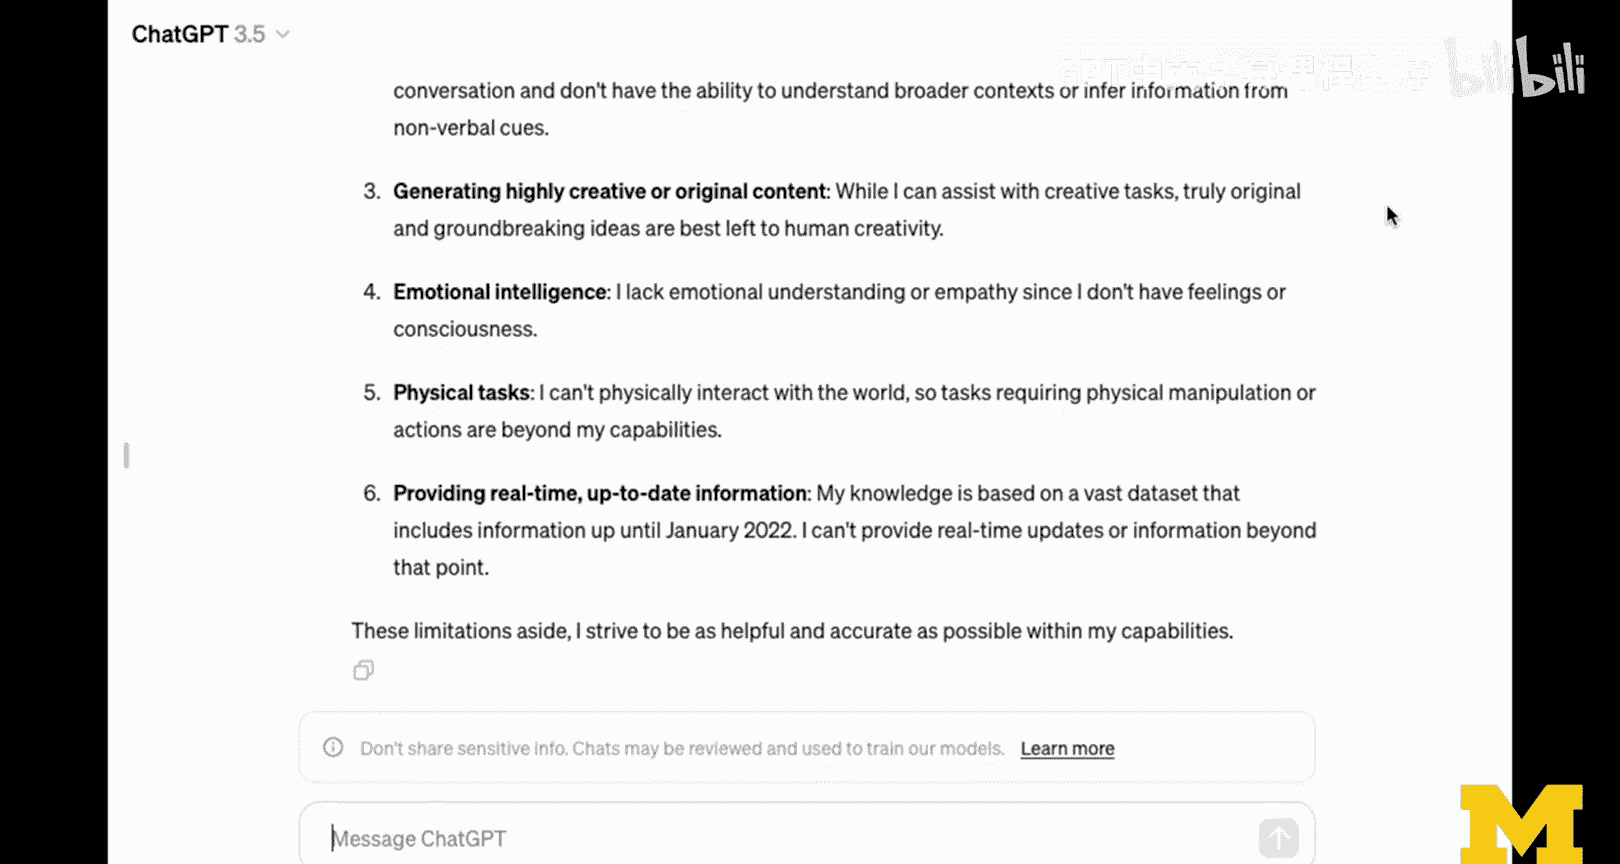 ChatGPT 3.5
bilibili
conversation and don't have the ability to understand broader contexts or infer information from
non-verbal cues.
3. Generating highly creative or original content: While I can assist with creative tasks, truly original
and groundbreaking ideas are best left to human creativity.
4. Emotional intelligence: I lack emotional understanding or empathy since I don't have feelings or
consciousness.
5. Physical tasks: I can't physically interact with the world, so tasks requiring physical manipulation or
actions are beyond my capabilities.
6. Providing real-time, up-to-date information: My knowledge is based on a vast dataset that
includes information up until January 2022. I can't provide real-time updates or information beyond
that point.
These limitations aside, I strive to be as helpful and accurate as possible within my capabilities.
Don't share sensitive info. Chats may be reviewed and used to train our models. Learn more
Message ChatGPT
M